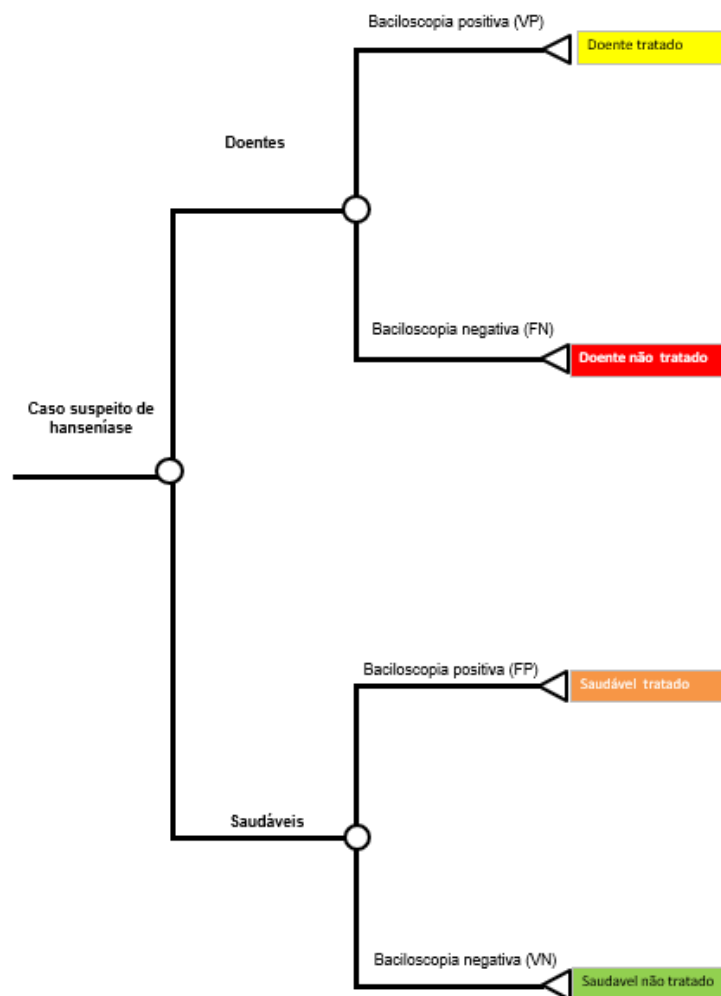 Baciloscopia positiva (VP)
Doente tratado
Doentes
Baciloscopia negativa (FN)
Doente não tratado
Caso suspeito de
hanseníase
Baciloscopia positiva (FP)
Saudável tratado
Saudáveis
Baciloscopia negativa (VN)
Saudavel não tratado